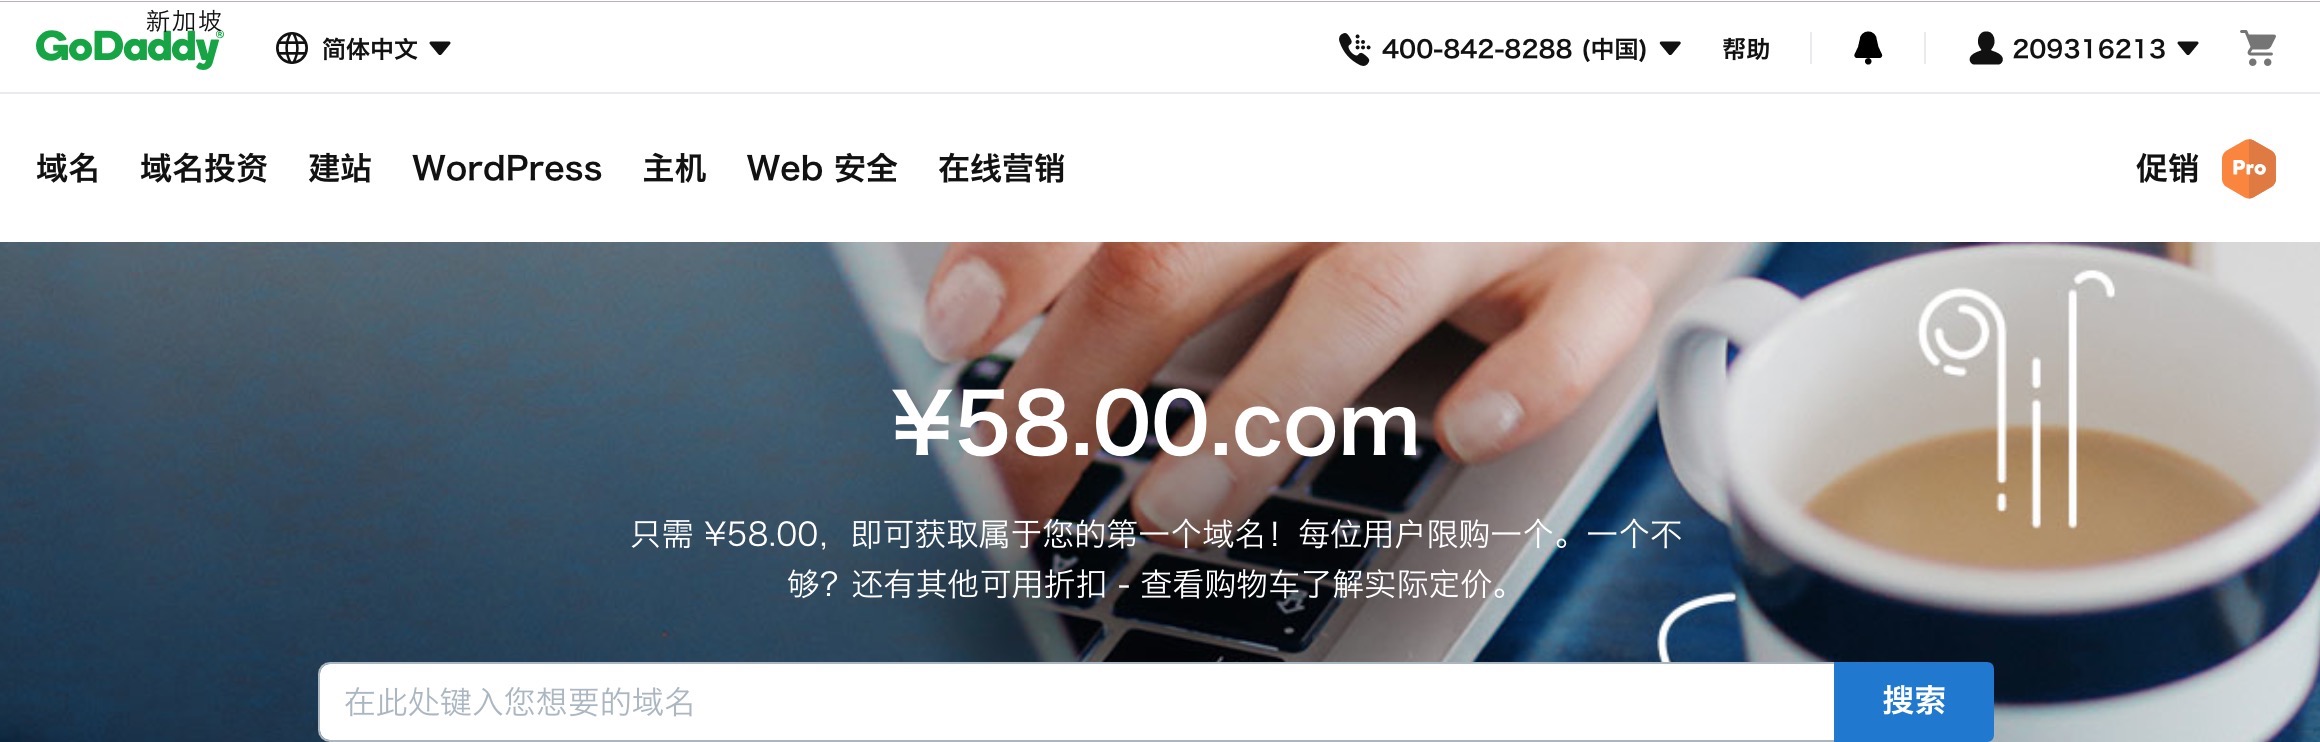 新加坡
GoDaddy®
简体中文
400-842-8288 (中国)
帮助
209316213
域名 域名投资 建站 WordPress 主机 Web 安全 在线营销
促销
Pro
¥58.00.com
只需 ¥58.00，即可获取属于您的第一个域名！每位用户限购一个。一个不
够？还有其他可用折扣 - 查看购物车了解实际定价。
在此处键入您想要的域名
搜索